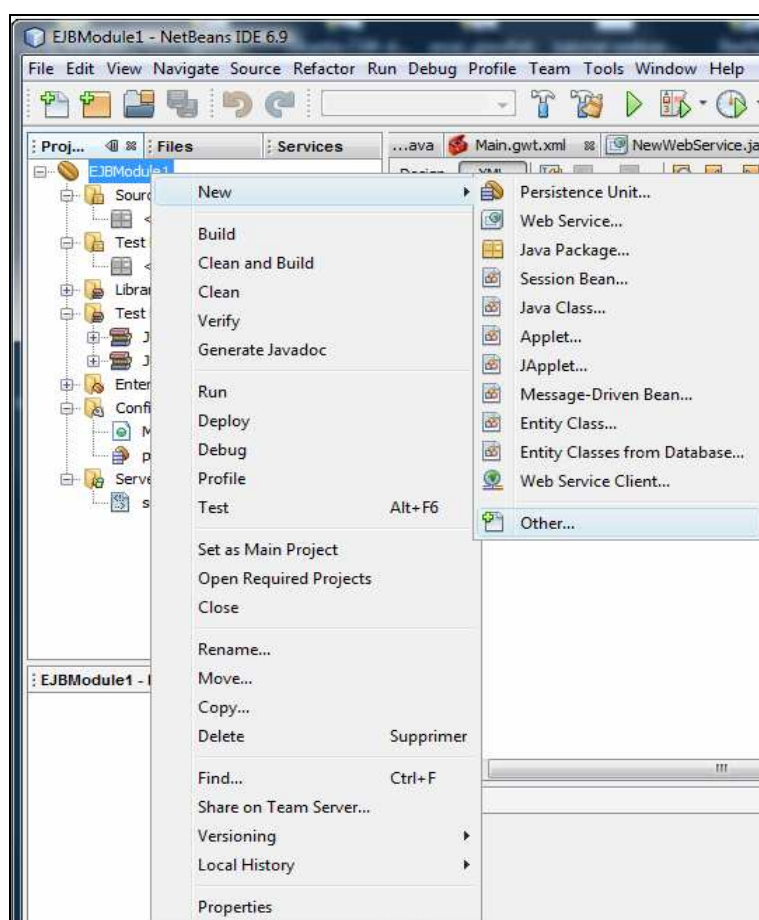 EJBModule1 - NetBeans IDE 6.9
File Edit View Navigate Source Refactor Run Debug Profile Team Tools Window Help
Proj... Files Services ...ava Main.gwt.xml NewWebService.ja
EJBModule1
Sour
Test
Librar
Test
J
J
Enter
Confi
M
p
Serve
s
New
Build
Clean and Build
Clean
Verify
Generate Javadoc
Run
Deploy
Debug
Profile
Test Alt+F6
Set as Main Project
Open Required Projects
Close
Rename...
Move...
Copy...
Delete Supprimer
Find... Ctrl+F
Share on Team Server...
Versioning
Local History
Properties
Persistence Unit...
Web Service...
Java Package...
Session Bean...
Java Class...
Applet...
JApplet...
Message-Driven Bean...
Entity Class...
Entity Classes from Database...
Web Service Client...
Other...
EJBModule1 -